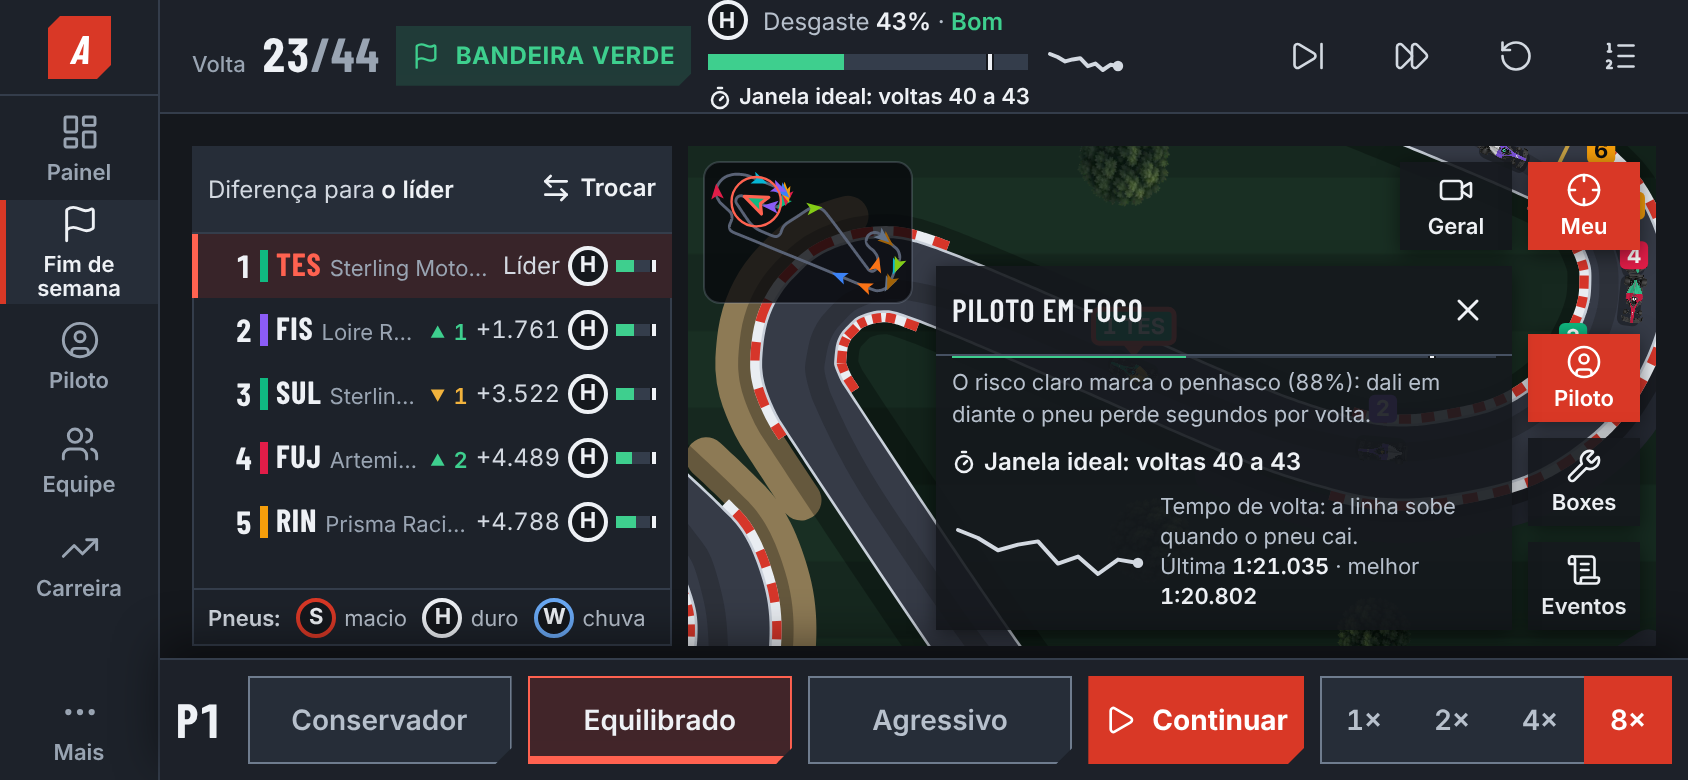 A
Painel
Fim de
semana
Piloto
Equipe
Carreira
Mais
Volta 23/44
BANDEIRA VERDE
H Desgaste 43% · Bom
Janela ideal: voltas 40 a 43
Diferença para o líder
Trocar
1 TES Sterling Moto... Líder H
2 FIS Loire R... ▲ 1 +1.761 H
3 SUL Sterlin... ▼ 1 +3.522 H
4 FUJ Artemi... ▲ 2 +4.489 H
5 RIN Prisma Raci... +4.788 H
Pneus: S macio H duro W chuva
6
4
Geral
Meu
Piloto
Boxes
Eventos
PILOTO EM FOCO
1 TES
O risco claro marca o penhasco (88%): dali em
diante o pneu perde segundos por volta.
2
Janela ideal: voltas 40 a 43
Tempo de volta: a linha sobe
quando o pneu cai.
Última 1:21.035 · melhor
1:20.802
P1
Conservador
Equilibrado
Agressivo
Continuar
1×
2×
4×
8×